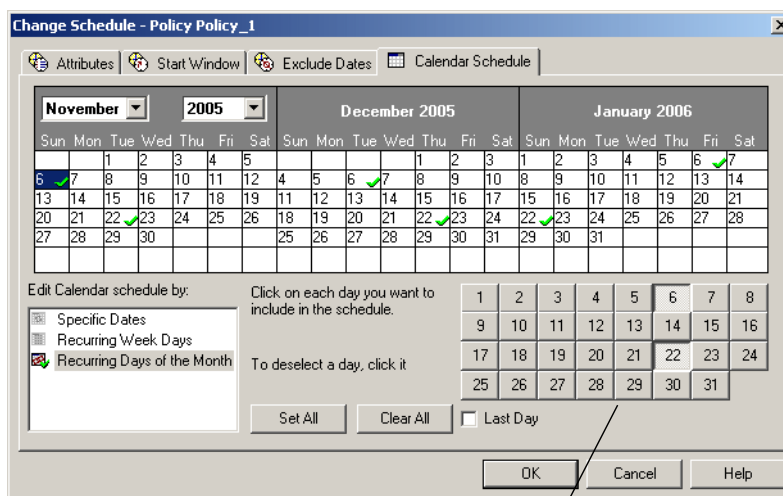 Change Schedule - Policy Policy_1
Attributes Start Window Exclude Dates Calendar Schedule
November 2005 December 2005 January 2006
Sun Mon Tue Wed Thu Fri Sat Sun Mon Tue Wed Thu Fri Sat Sun Mon Tue Wed Thu Fri Sat
1 2 3 4 5 1 2 3 1 2 3 4 5 6 7
6 7 8 9 10 11 12 4 5 6 7 8 9 10 8 9 10 11 12 13 14
13 14 15 16 17 18 19 11 12 13 14 15 16 17 15 16 17 18 19 20 21
20 21 22 23 24 25 26 18 19 20 21 22 23 24 22 23 24 25 26 27 28
27 28 29 30 25 26 27 28 29 30 31 29 30 31
Edit Calendar schedule by:
Specific Dates
Recurring Week Days
Recurring Days of the Month
Click on each day you want to
include in the schedule.
To deselect a day, click it
1 2 3 4 5 6 7 8
9 10 11 12 13 14 15 16
17 18 19 20 21 22 23 24
25 26 27 28 29 30 31
Set All Clear All Last Day
OK Cancel Help